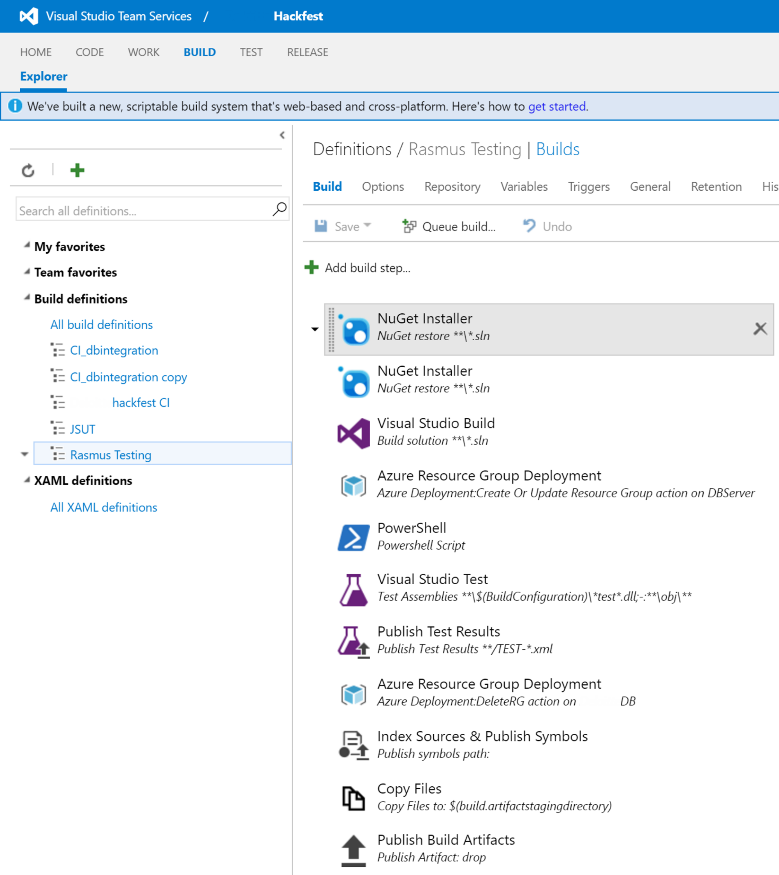 Visual Studio Team Services / Hackfest
HOME CODE WORK BUILD TEST RELEASE
Explorer
We've built a new, scriptable build system that's web-based and cross-platform. Here's how to get started.
Search all definitions...
My favorites
Team favorites
Build definitions
All build definitions
CI_dbintegration
CI_dbintegration copy
hackfest CI
JSUT
Rasmus Testing
XAML definitions
All XAML definitions
Definitions / Rasmus Testing | Builds
Build Options Repository Variables Triggers General Retention His
Save Queue build... Undo
Add build step...
NuGet Installer
NuGet restore **\*.sln
NuGet Installer
NuGet restore **\*.sln
Visual Studio Build
Build solution **\*.sln
Azure Resource Group Deployment
Azure Deployment:Create Or Update Resource Group action on DBServer
PowerShell
Powershell Script
Visual Studio Test
Test Assemblies **\$(BuildConfiguration)\*test*.dll;-:**\obj\**
Publish Test Results
Publish Test Results **/TEST-*.xml
Azure Resource Group Deployment
Azure Deployment:DeleteRG action on DB
Index Sources & Publish Symbols
Publish symbols path:
Copy Files
Copy Files to: $(build.artifactstagingdirectory)
Publish Build Artifacts
Publish Artifact: drop